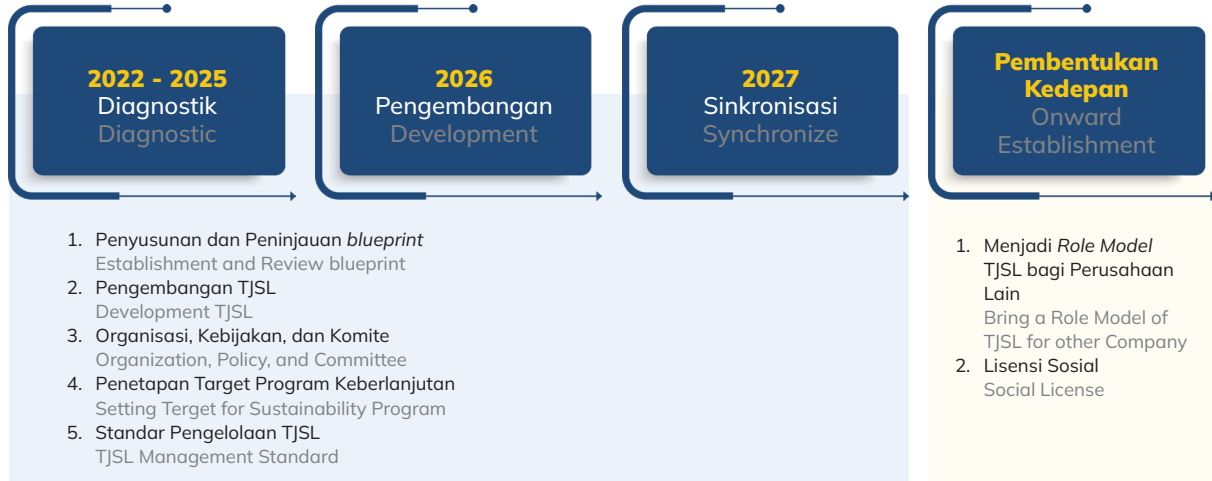 2022 - 2025
Diagnostik
Diagnostic
2026
Pengembangan
Development
2027
Sinkronisasi
Synchronize
Pembentukan
Kedepan
Onward
Establishment
1. Penyusunan dan Peninjauan blueprint
Establishment and Review blueprint
2. Pengembangan TJSL
Development TJSL
3. Organisasi, Kebijakan, dan Komite
Organization, Policy, and Committee
4. Penetapan Target Program Keberlanjutan
Setting Terget for Sustainability Program
5. Standar Pengelolaan TJSL
TJSL Management Standard
1. Menjadi Role Model
TJSL bagi Perusahaan
Lain
Bring a Role Model of
TJSL for other Company
2. Lisensi Sosial
Social License